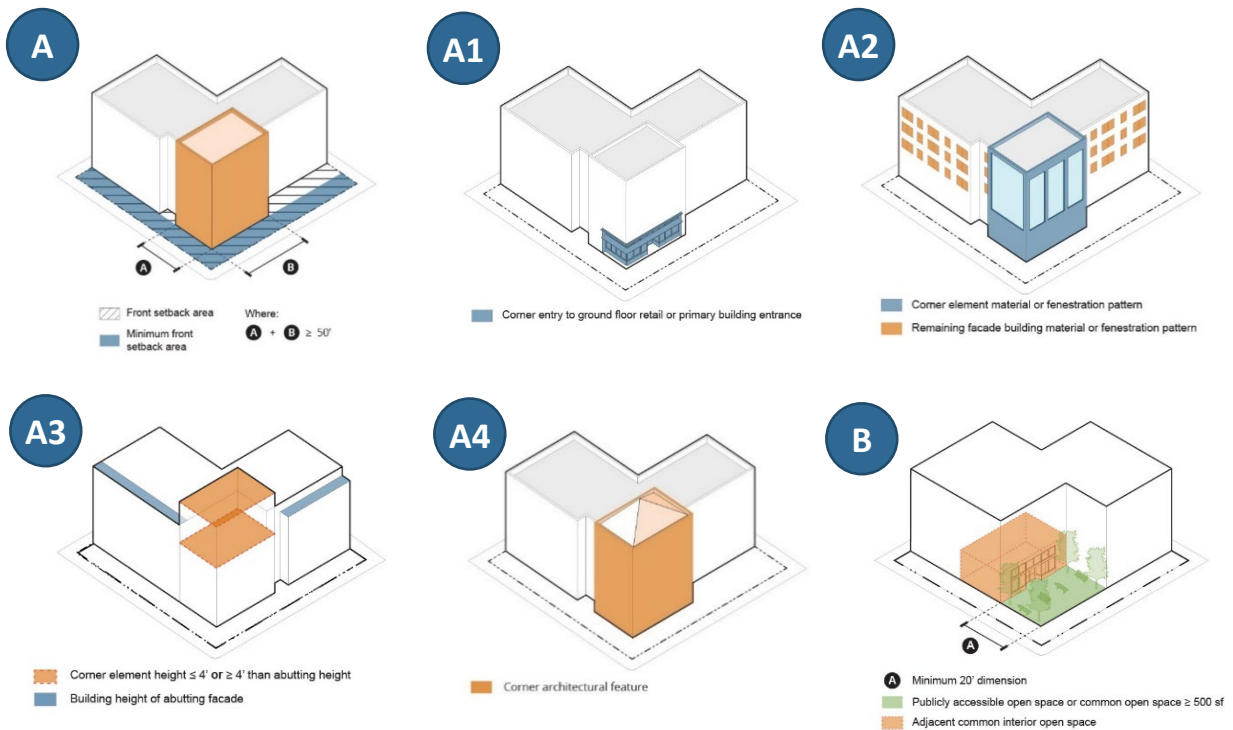 A
A1
A2
A
B
Front setback area
Where:
Minimum front
setback area
A + B ≥ 50'
Corner entry to ground floor retail or primary building entrance
Corner element material or fenestration pattern
Remaining facade building material or fenestration pattern
A3
A4
B
A
Corner element height ≤ 4' or ≥ 4' than abutting height
Building height of abutting facade
Corner architectural feature
A Minimum 20' dimension
Publicly accessible open space or common open space ≥ 500 sf
Adjacent common interior open space